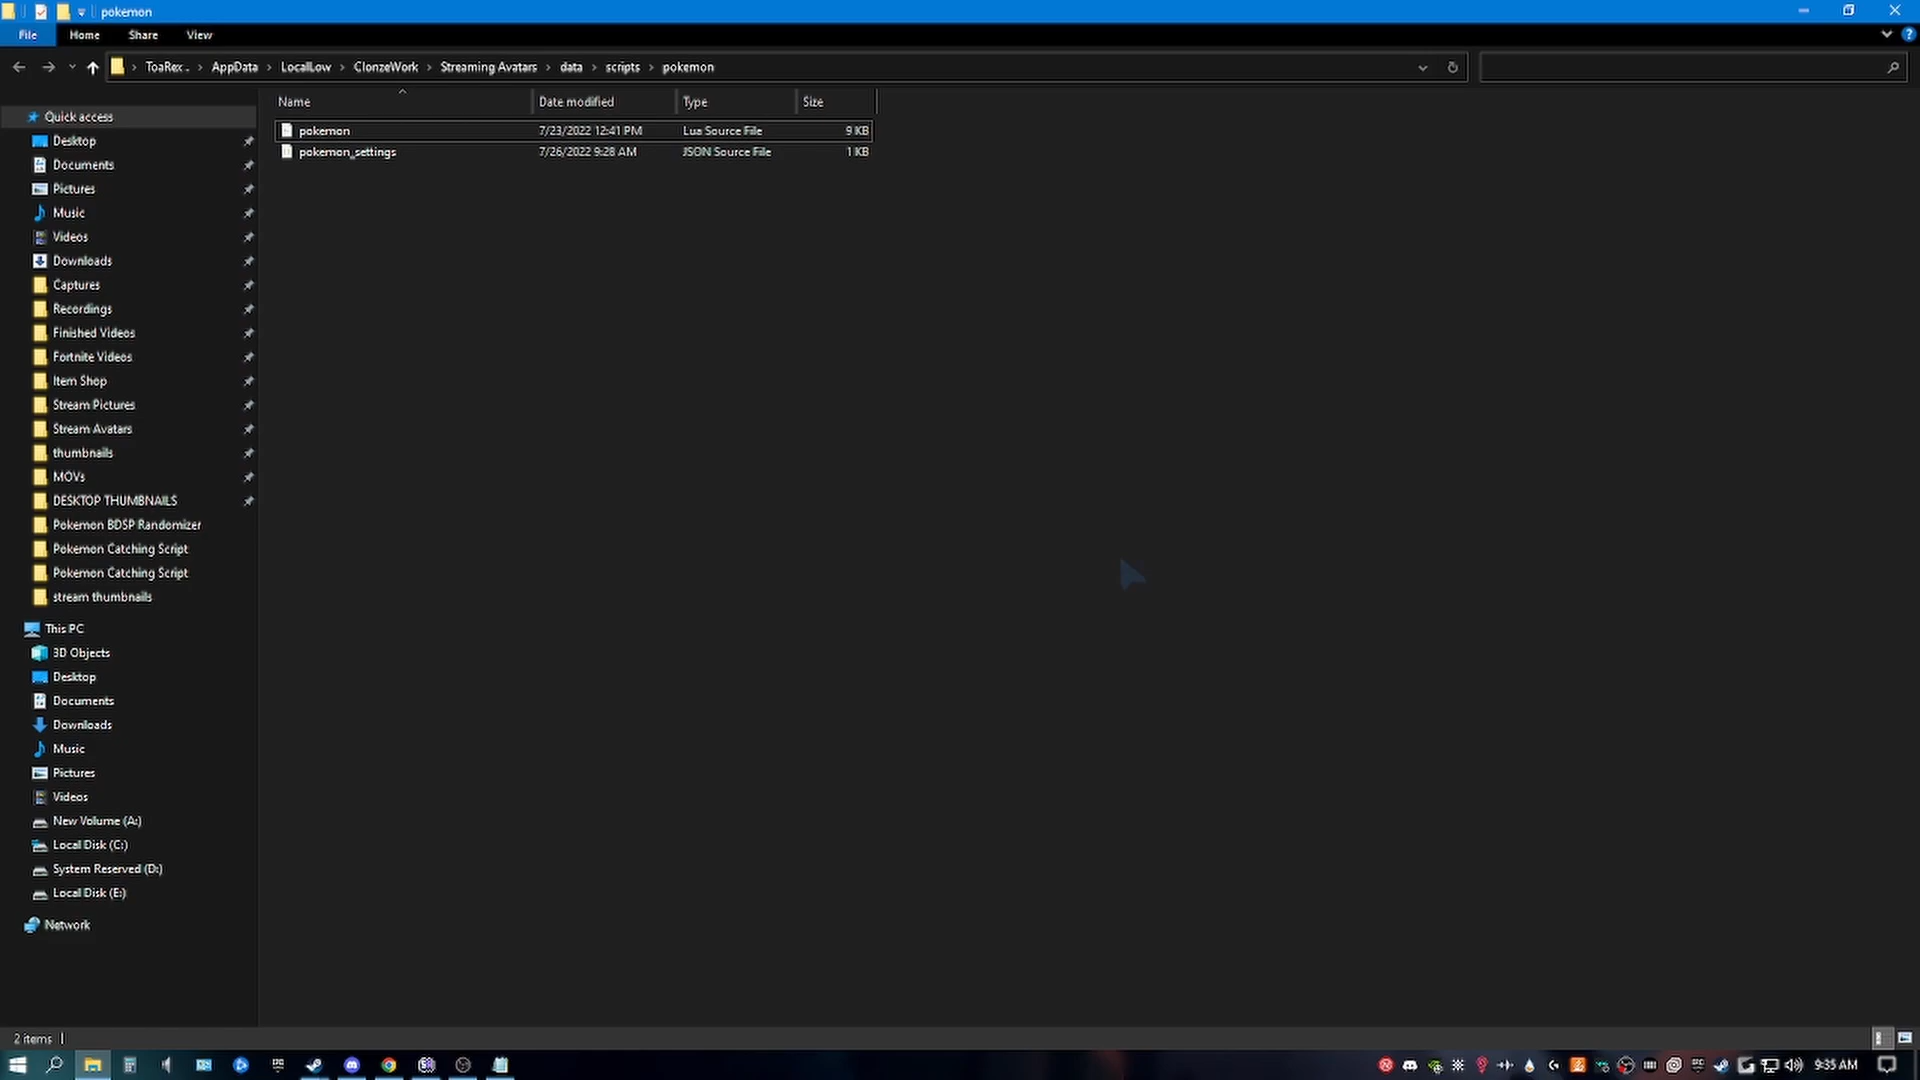 pokemon
File Home Share View
ToaRex... AppData LocalLow ClonzeWork Streaming Avatars data scripts pokemon
Name Date modified Type Size
pokemon 7/23/2022 12:41 PM Lua Source File 9 KB
pokemon_settings 7/26/2022 9:28 AM JSON Source File 1 KB
Quick access
Desktop
Documents
Pictures
Music
Videos
Downloads
Captures
Recordings
Finished Videos
Fortnite Videos
Item Shop
Stream Pictures
Stream Avatars
thumbnails
MOVs
DESKTOP THUMBNAILS
Pokemon BDSP Randomizer
Pokemon Catching Script
Pokemon Catching Script
stream thumbnails
This PC
3D Objects
Desktop
Documents
Downloads
Music
Pictures
Videos
New Volume (A:)
Local Disk (C:)
System Reserved (D:)
Local Disk (E:)
Network
2 items
9:35 AM